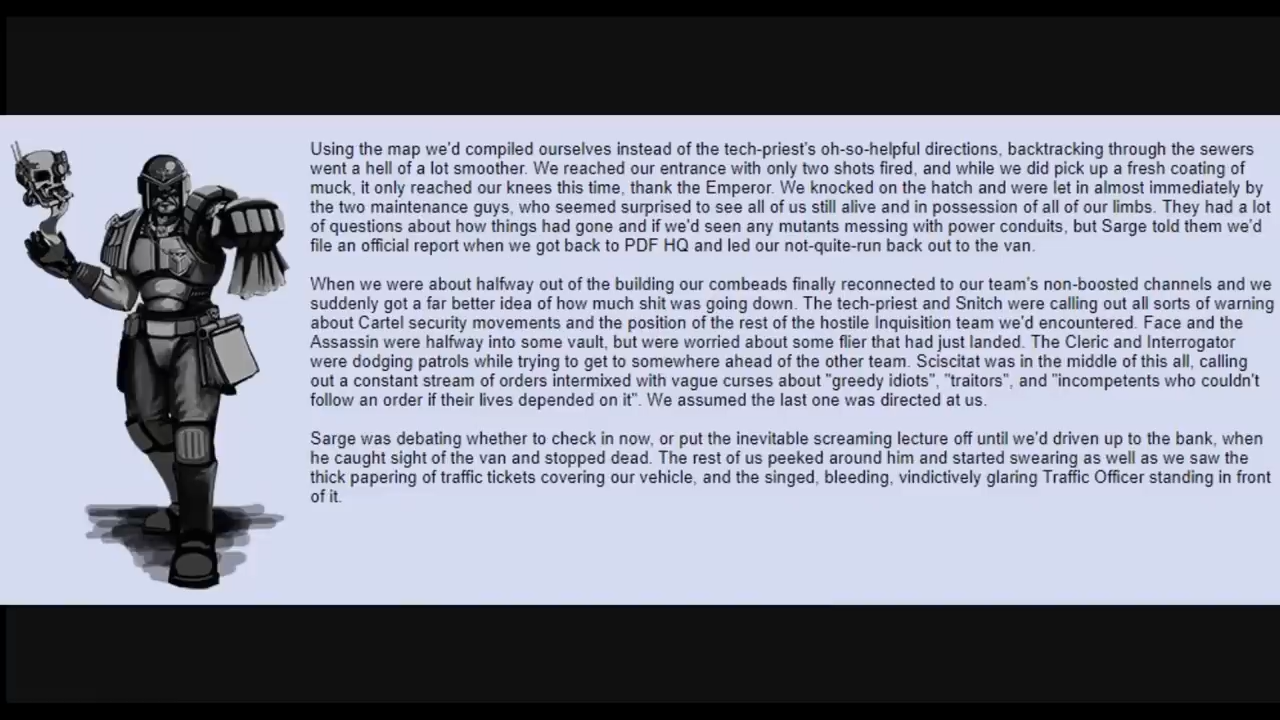 Using the map we'd compiled ourselves instead of the tech-priest's oh-so-helpful directions, backtracking through the sewers
went a hell of a lot smoother. We reached our entrance with only two shots fired, and while we did pick up a fresh coating of
muck, it only reached our knees this time, thank the Emperor. We knocked on the hatch and were let in almost immediately by
the two maintenance guys, who seemed surprised to see all of us still alive and in possession of all of our limbs. They had a lot
of questions about how things had gone and if we'd seen any mutants messing with power conduits, but Sarge told them we'd
file an official report when we got back to PDF HQ and led our not-quite-run back out to the van.

When we were about halfway out of the building our combeads finally reconnected to our team's non-boosted channels and we
suddenly got a far better idea of how much shit was going down. The tech-priest and Snitch were calling out all sorts of warning
about Cartel security movements and the position of the rest of the hostile Inquisition team we'd encountered. Face and the
Assassin were halfway into some vault, but were worried about some flier that had just landed. The Cleric and Interrogator
were dodging patrols while trying to get to somewhere ahead of the other team. Sciscitat was in the middle of this all, calling
out a constant stream of orders intermixed with vague curses about "greedy idiots", "traitors", and "incompetents who couldn't
follow an order if their lives depended on it". We assumed the last one was directed at us.

Sarge was debating whether to check in now, or put the inevitable screaming lecture off until we'd driven up to the bank, when
he caught sight of the van and stopped dead. The rest of us peeked around him and started swearing as well as we saw the
thick papering of traffic tickets covering our vehicle, and the singed, bleeding, vindictively glaring Traffic Officer standing in front
of it.